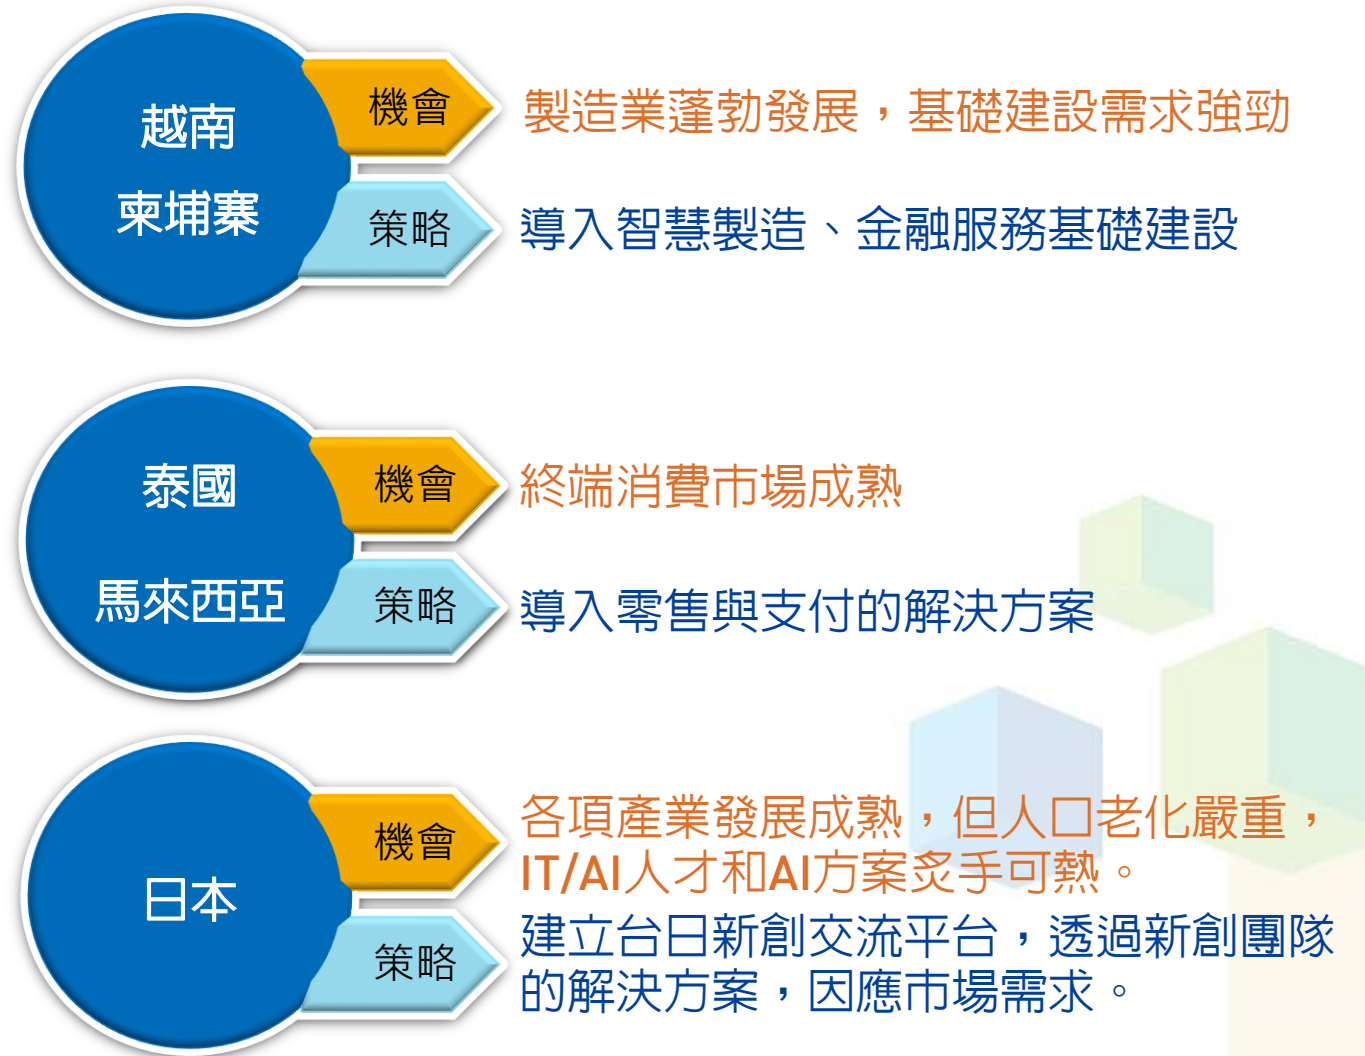 越南
柬埔寨
機會
製造業蓬勃發展，基礎建設需求強勁
策略
導入智慧製造、金融服務基礎建設
泰國
馬來西亞
機會
終端消費市場成熟
策略
導入零售與支付的解決方案
日本
機會
各項產業發展成熟，但人口老化嚴重，
IT/AI人才和AI方案炙手可熱。
策略
建立台日新創交流平台，透過新創團隊
的解決方案，因應市場需求。